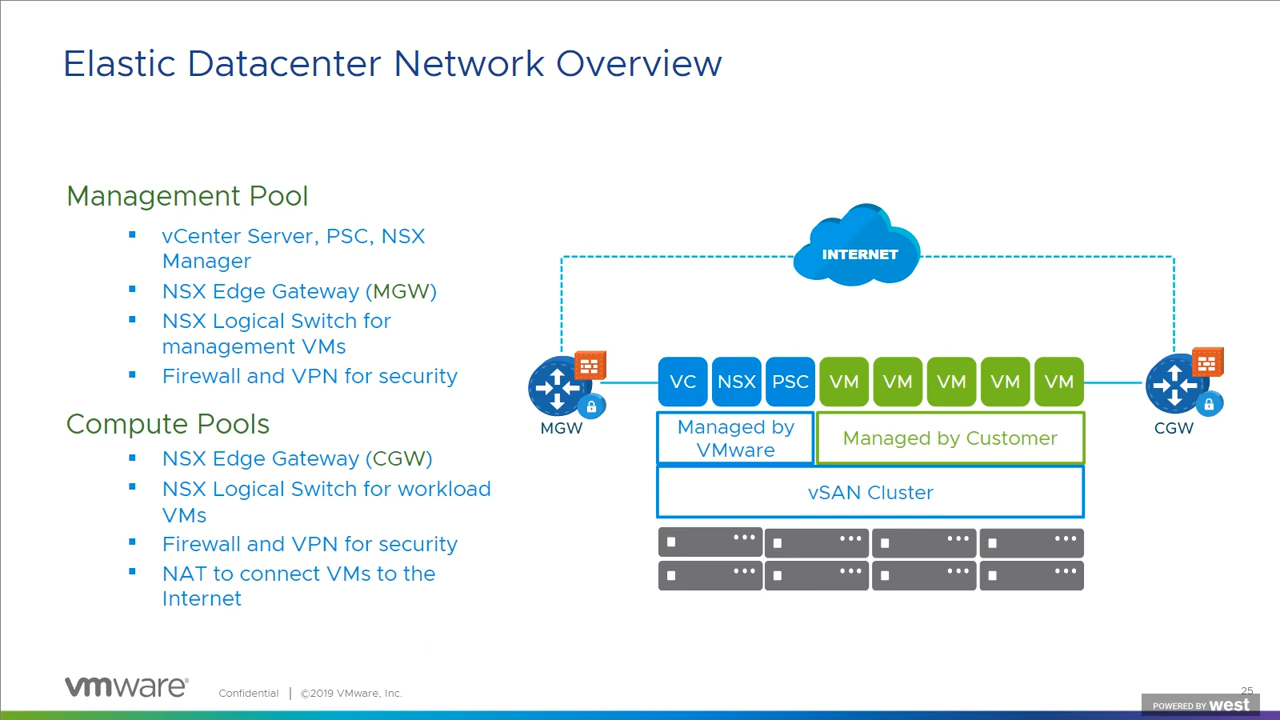 Elastic Datacenter Network Overview
Management Pool
▪ vCenter Server, PSC, NSX
Manager
▪ NSX Edge Gateway (MGW)
▪ NSX Logical Switch for
management VMs
▪ Firewall and VPN for security
Compute Pools
▪ NSX Edge Gateway (CGW)
▪ NSX Logical Switch for workload
VMs
▪ Firewall and VPN for security
▪ NAT to connect VMs to the
Internet
INTERNET
MGW
VC NSX PSC VM VM VM VM VM
CGW
Managed by
VMware
Managed by Customer
vSAN Cluster
vmware®
Confidential | ©2019 VMware, Inc.
25
POWERED BY west